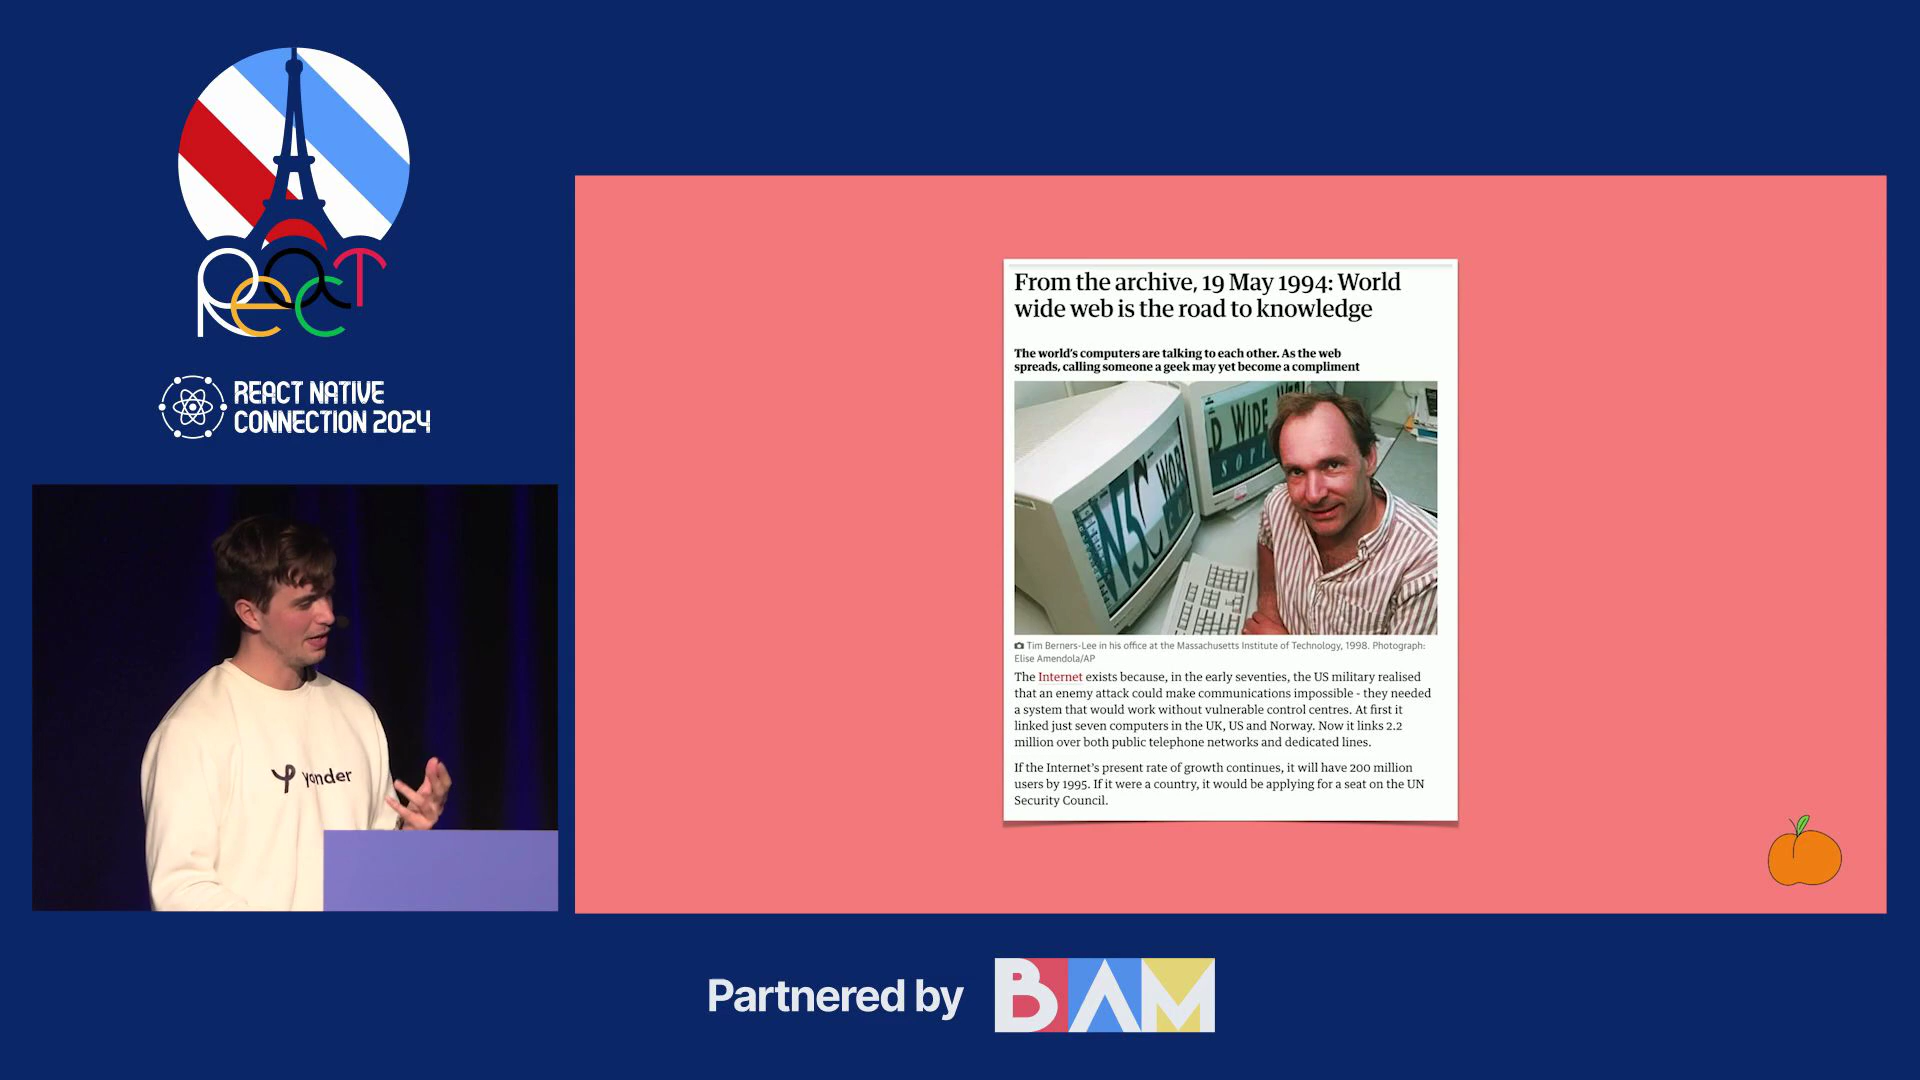 React
REACT NATIVE
CONNECTION 2024
From the archive, 19 May 1994: World
wide web is the road to knowledge
The world's computers are talking to each other. As the web
spreads, calling someone a geek may yet become a compliment
D WIDE
W3C WOR
Tim Berners-Lee in his office at the Massachusetts Institute of Technology, 1998. Photograph:
Elise Amendola/AP
The Internet exists because, in the early seventies, the US military realised
that an enemy attack could make communications impossible - they needed
a system that would work without vulnerable control centres. At first it
linked just seven computers in the UK, US and Norway. Now it links 2.2
million over both public telephone networks and dedicated lines.
If the Internet's present rate of growth continues, it will have 200 million
users by 1995. If it were a country, it would be applying for a seat on the UN
Security Council.
yonder
Partnered by
BAM